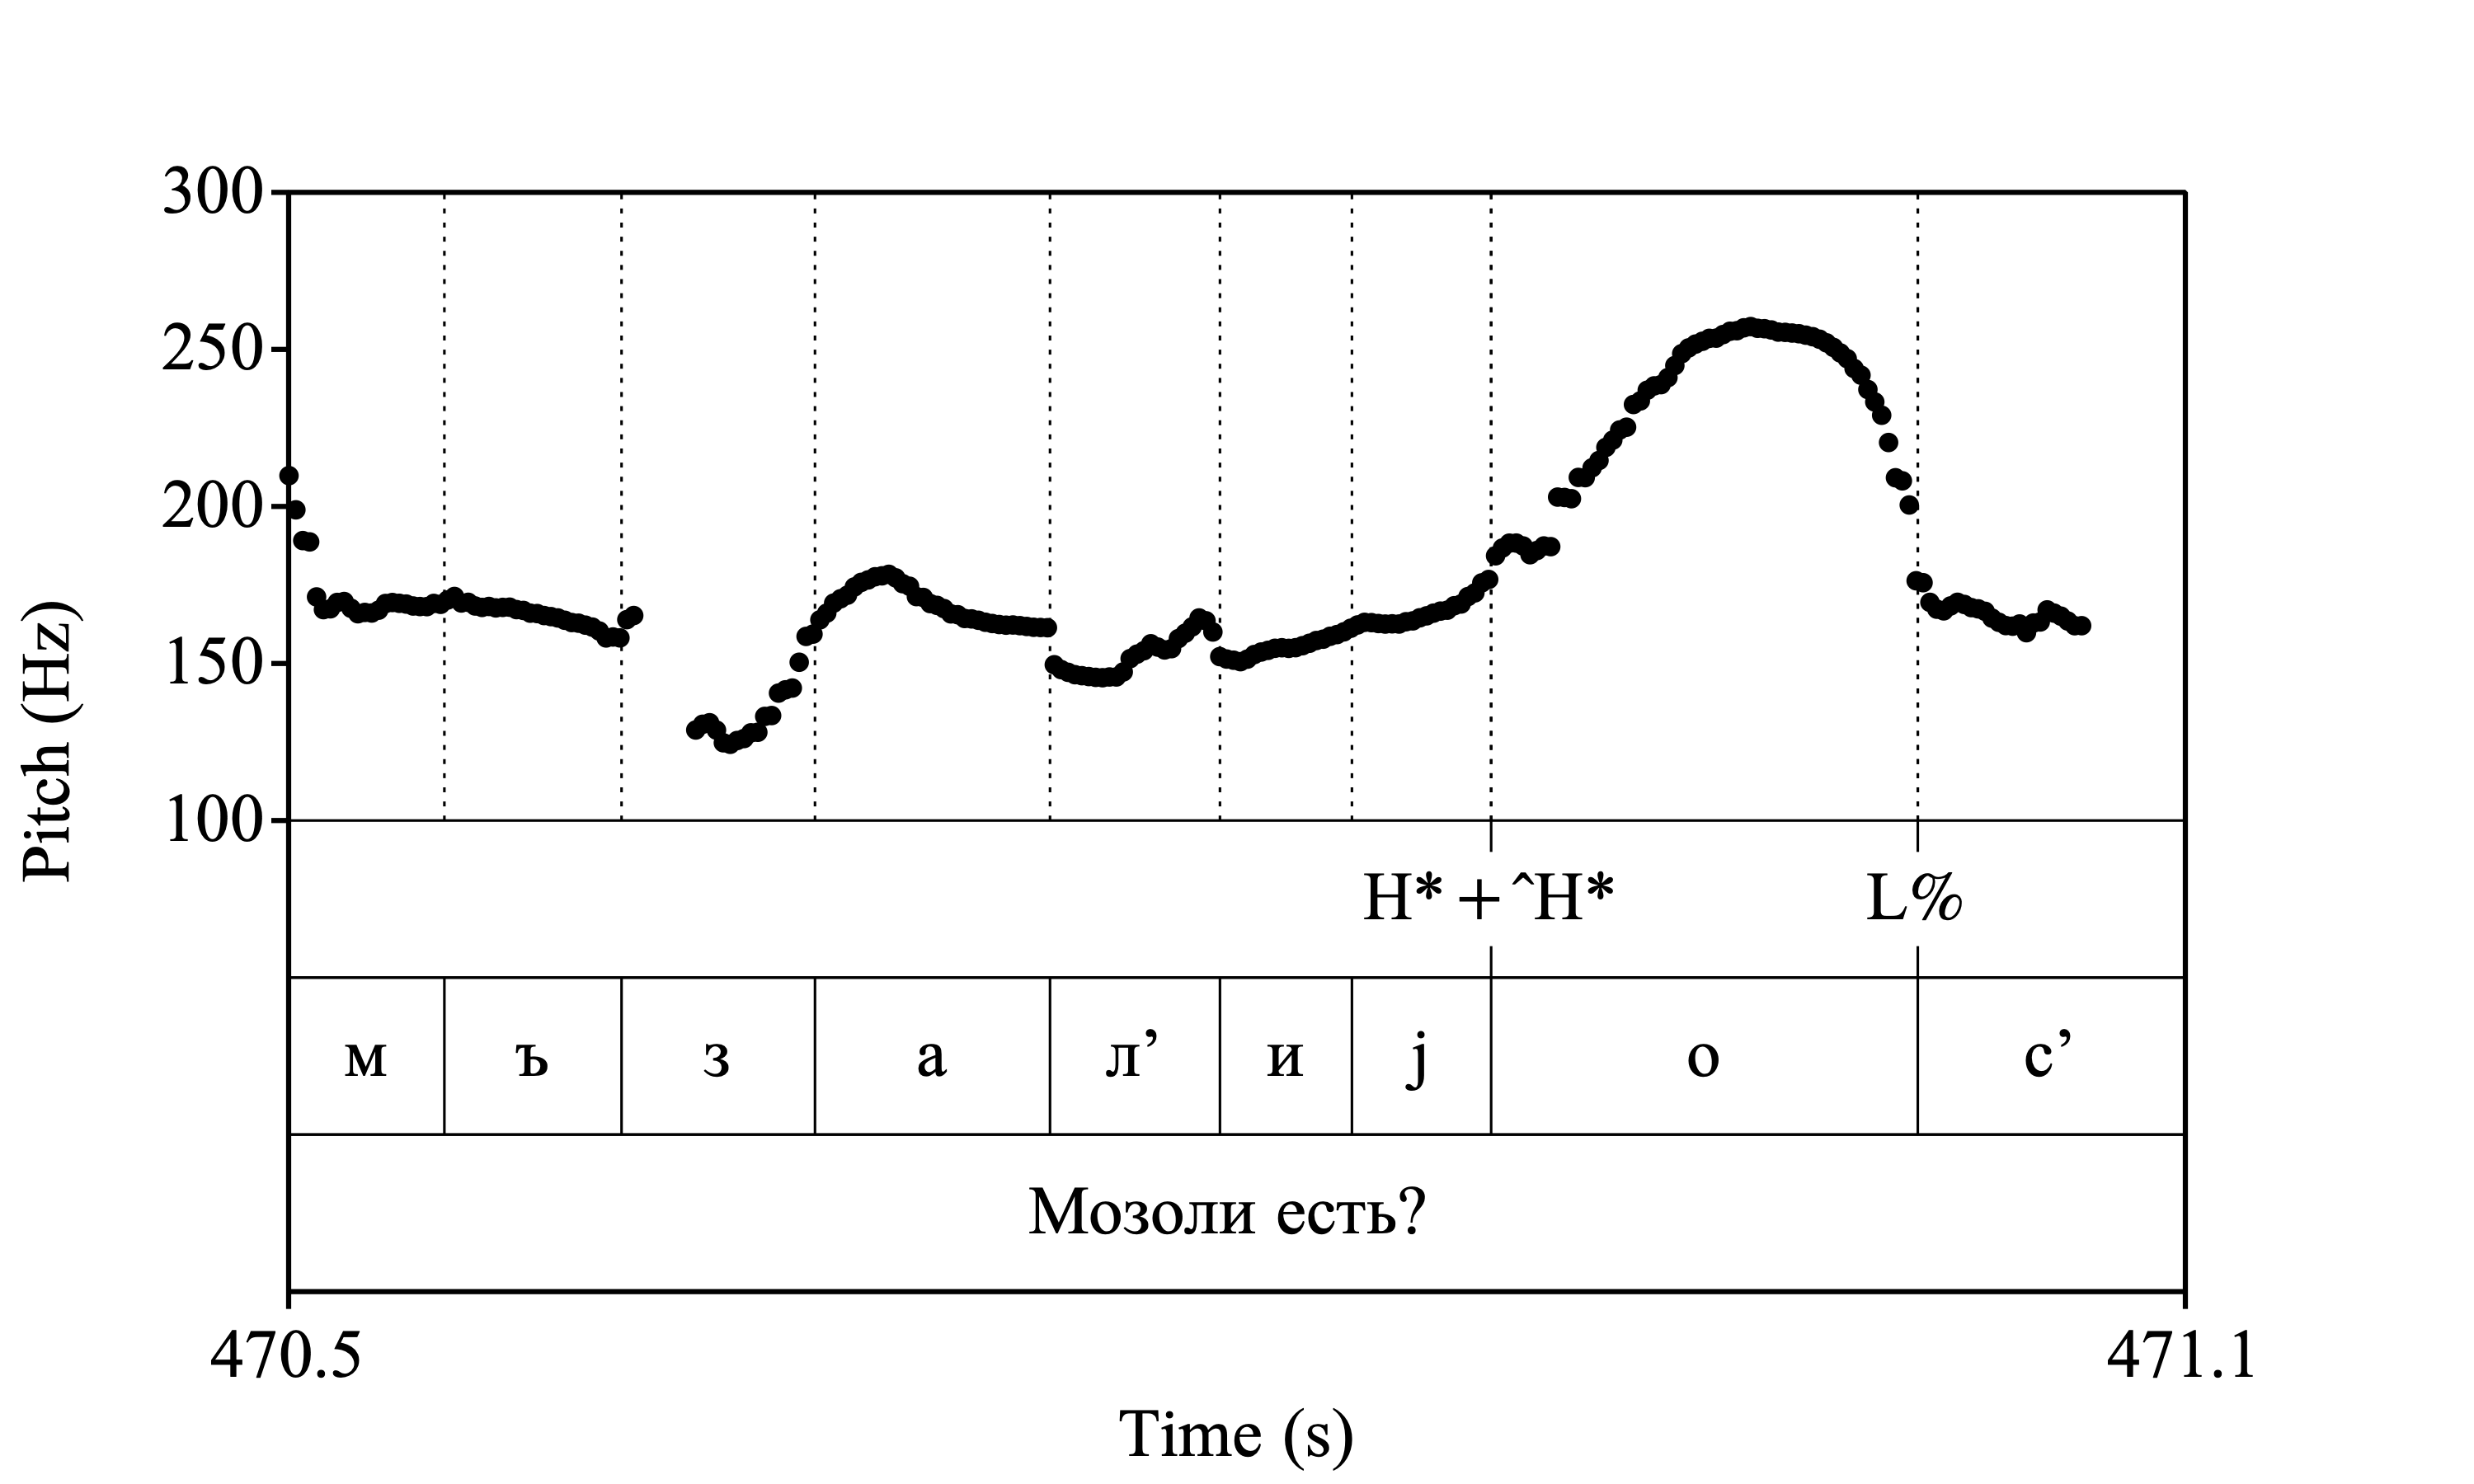 Pitch (Hz)
300
250
200
150
100
H*+^H* L%
м ъ з а л’ и j о с’
Мозоли есть?
470.5 471.1
Time (s)